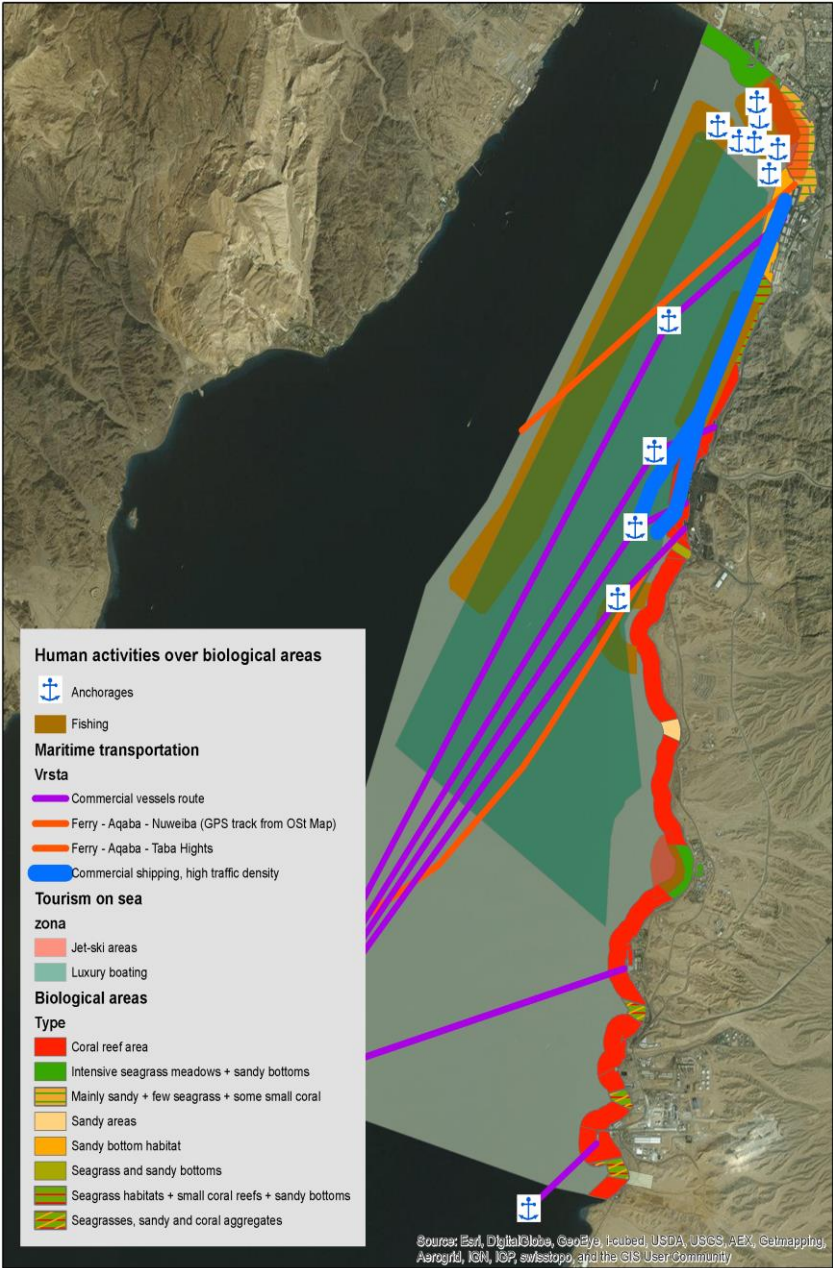 Human activities over biological areas
Anchorages
Fishing
Maritime transportation
Vrsta
Commercial vessels route
Ferry - Aqaba - Nuweiba (GPS track from OSt Map)
Ferry - Aqaba - Taba Hights
Commercial shipping, high traffic density
Tourism on sea
zona
Jet-ski areas
Luxury boating
Biological areas
Type
Coral reef area
Intensive seagrass meadows + sandy bottoms
Mainly sandy + few seagrass + some small coral
Sandy areas
Sandy bottom habitat
Seagrass and sandy bottoms
Seagrass habitats + small coral reefs + sandy bottoms
Seagrasses, sandy and coral aggregates
Source: Esri, DigitalGlobe, GeoEye, i-cubed, USDA, USGS, AEX, Getmapping,
Aerogrid, IGN, IGP, swisstopo, and the GIS User Community